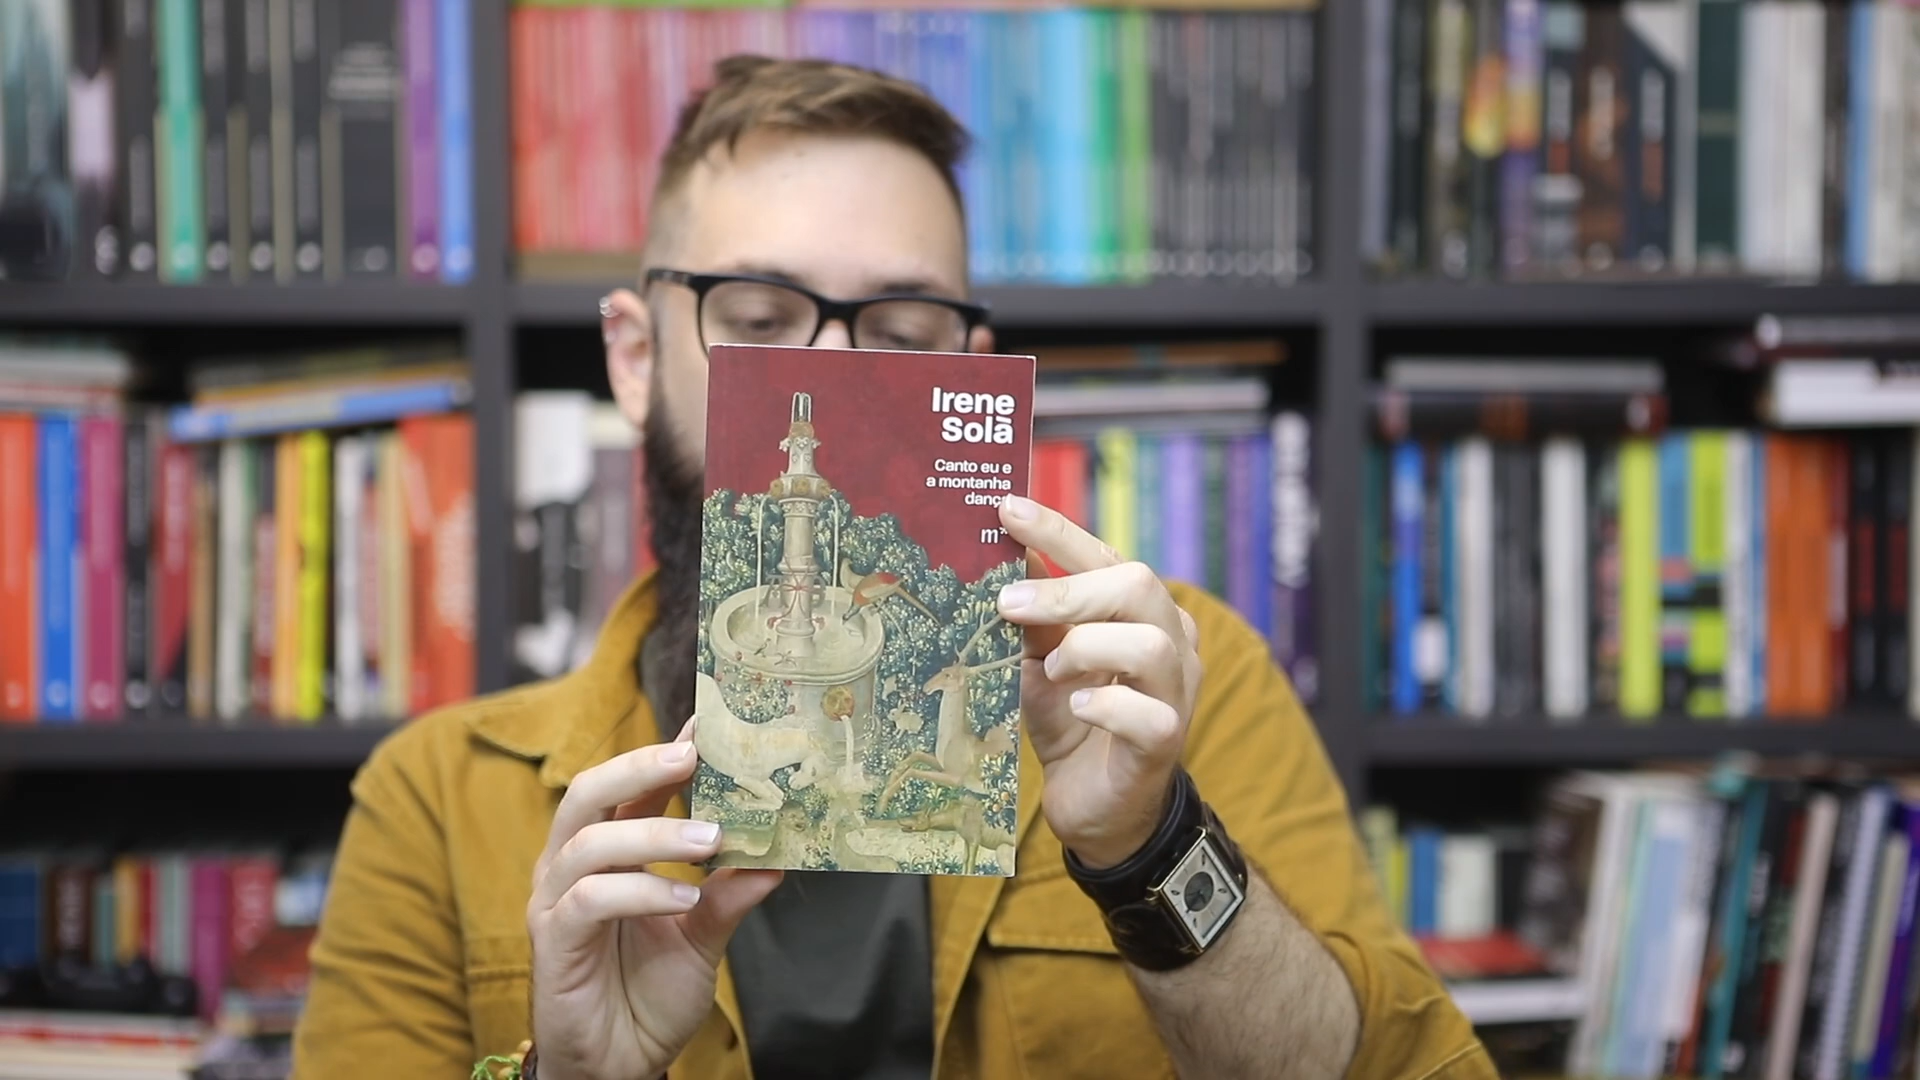 Irene
Solà
Canto eu e
a montanha
dança
m*